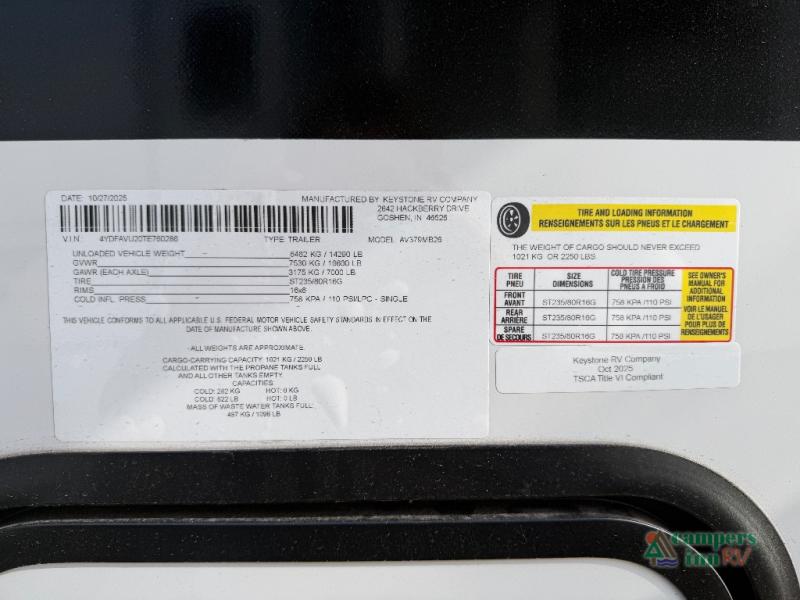 DATE: 10/27/2025
MANUFACTURED BY KEYSTONE RV COMPANY
2642 HACKBERRY DRIVE
GOSHEN, IN 46526
V.I.N. 4YDFAVU20TE760286 TYPE TRAILER MODEL AV379MB26
UNLOADED VEHICLE WEIGHT 6482 KG / 14290 LB
GVWR 7530 KG / 16600 LB
GAWR (EACH AXLE) 3175 KG / 7000 LB
TIRE ST235/80R16G
RIMS 16x6
COLD INFL. PRESS 758 KPA / 110 PSI/LPC - SINGLE
THIS VEHICLE CONFORMS TO ALL APPLICABLE U.S. FEDERAL MOTOR VEHICLE SAFETY STANDARDS IN EFFECT ON THE
DATE OF MANUFACTURE SHOWN ABOVE.
ALL WEIGHTS ARE APPROXIMATE.
CARGO-CARRYING CAPACITY: 1021 KG / 2250 LB
CALCULATED WITH THE PROPANE TANKS FULL
AND ALL OTHER TANKS EMPTY.
CAPACITIES
COLD: 282 KG HOT: 0 KG
COLD: 622 LB HOT: 0 LB
MASS OF WASTE WATER TANKS FULL:
497 KG / 1096 LB
TIRE AND LOADING INFORMATION
RENSEIGNEMENTS SUR LES PNEUS ET LE CHARGEMENT
THE WEIGHT OF CARGO SHOULD NEVER EXCEED
1021 KG OR 2250 LBS.
TIRE
PNEU
SIZE
DIMENSIONS
COLD TIRE PRESSURE
PRESSION DES
PNEUS A FROID
FRONT
AVANT
ST235/80R16G 758 KPA /110 PSI
REAR
ARRIÈRE
ST235/80R16G 758 KPA /110 PSI
SPARE
DE SECOURS
ST235/80R16G 758 KPA /110 PSI
SEE OWNER'S
MANUAL FOR
ADDITIONAL
INFORMATION
VOIR LE MANUEL
DE L'USAGER
POUR PLUS DE
RENSEIGNEMENTS
Keystone RV Company
Oct 2025
TSCA Title VI Compliant
campers
inn RV